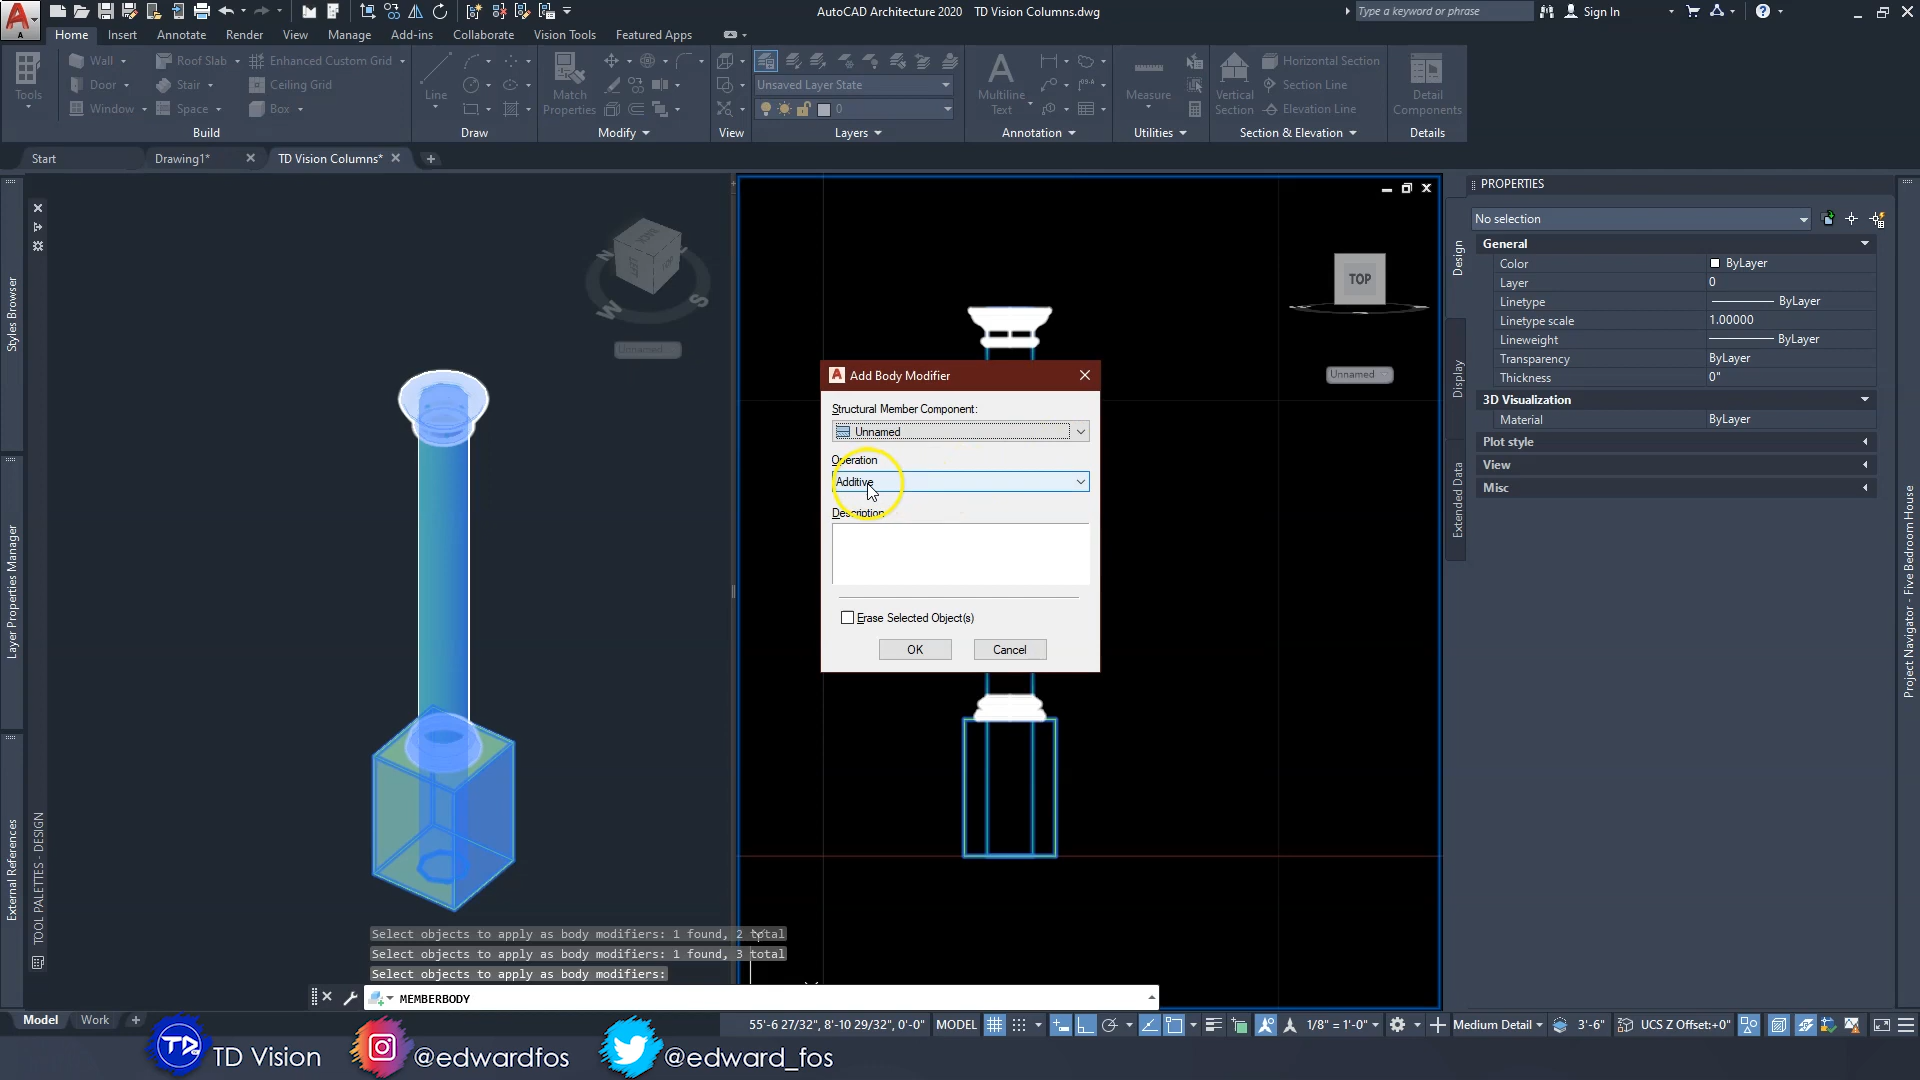 AutoCAD Architecture 2020 TD Vision Columns.dwg
Type a keyword or phrase
Sign In
Home Insert Annotate Render View Manage Add-ins Collaborate Vision Tools Featured Apps
Tools
Wall
Door
Window
Roof Slab
Stair
Space
Enhanced Custom Grid
Ceiling Grid
Box
Line
Match
Properties
Unsaved Layer State
0
Multiline
Text
Measure
Vertical
Section
Horizontal Section
Section Line
Elevation Line
Detail
Components
Build Draw Modify View Layers Annotation Utilities Section & Elevation Details
Start Drawing1* TD Vision Columns*
Styles Browser
Layer Properties Manager
External References
TOOL PALETTES - DESIGN
N
W
S
BACK
LEFT
TOP
Unnamed
TOP
Unnamed
Add Body Modifier
Structural Member Component:
Unnamed
Operation
Additive
Description
Erase Selected Object(s)
OK Cancel
PROPERTIES
No selection
General
Color ByLayer
Layer 0
Linetype ByLayer
Linetype scale 1.00000
Lineweight ByLayer
Transparency ByLayer
Thickness 0"
3D Visualization
Material ByLayer
Plot style
View
Misc
Design
Display
Extended Data
Project Navigator - Five Bedroom House
Select objects to apply as body modifiers: 1 found, 2 total
Select objects to apply as body modifiers: 1 found, 3 total
Select objects to apply as body modifiers:
MEMBERBODY
Model Work
55'-6 27/32", 8'-10 29/32", 0'-0" MODEL 1/8" = 1'-0" Medium Detail 3'-6" UCS Z Offset:+0"
TD Vision @edwardfos @edward_fos